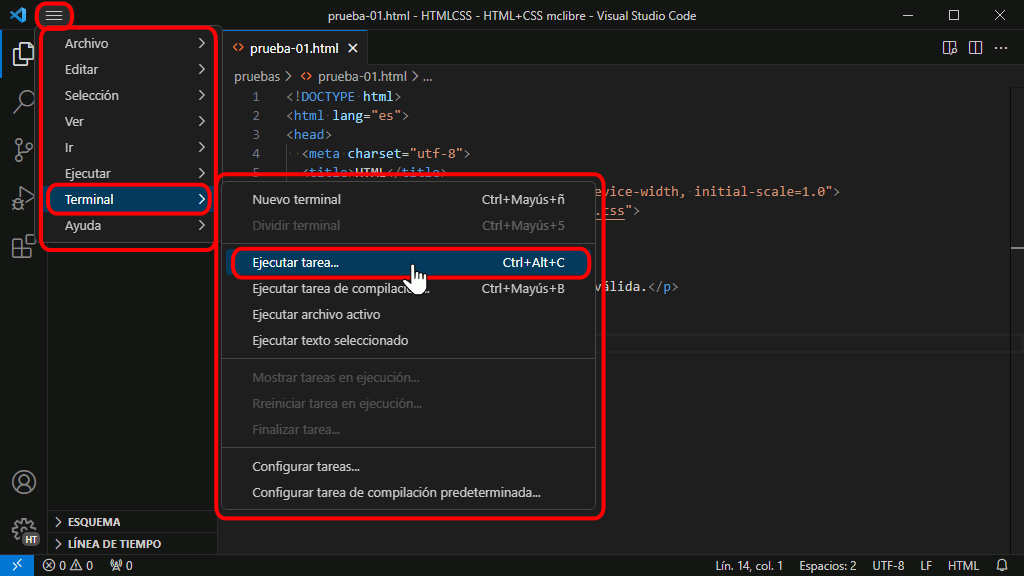 prueba-01.html - HTMLCSS - HTML+CSS mclibre - Visual Studio Code
Archivo
Editar
Selección
Ver
Ir
Ejecutar
Terminal
Ayuda
prueba-01.html
pruebas > prueba-01.html > ...
1 <!DOCTYPE html>
2 <html lang="es">
3 <head>
4 <meta charset="utf-8">
5 <title>HTML</title>
evice-width, initial-scale=1.0">
.css">
válida.</p>
Nuevo terminal Ctrl+Mayús+ñ
Dividir terminal Ctrl+Mayús+5
Ejecutar tarea... Ctrl+Alt+C
Ejecutar tarea de compilació... Ctrl+Mayús+B
Ejecutar archivo activo
Ejecutar texto seleccionado
Mostrar tareas en ejecución...
Rreiniciar tarea en ejecución...
Finalizar tarea...
Configurar tareas...
Configurar tarea de compilación predeterminada...
HT
ESQUEMA
LÍNEA DE TIEMPO
0 0 0 Lín. 14, col. 1 Espacios: 2 UTF-8 LF HTML